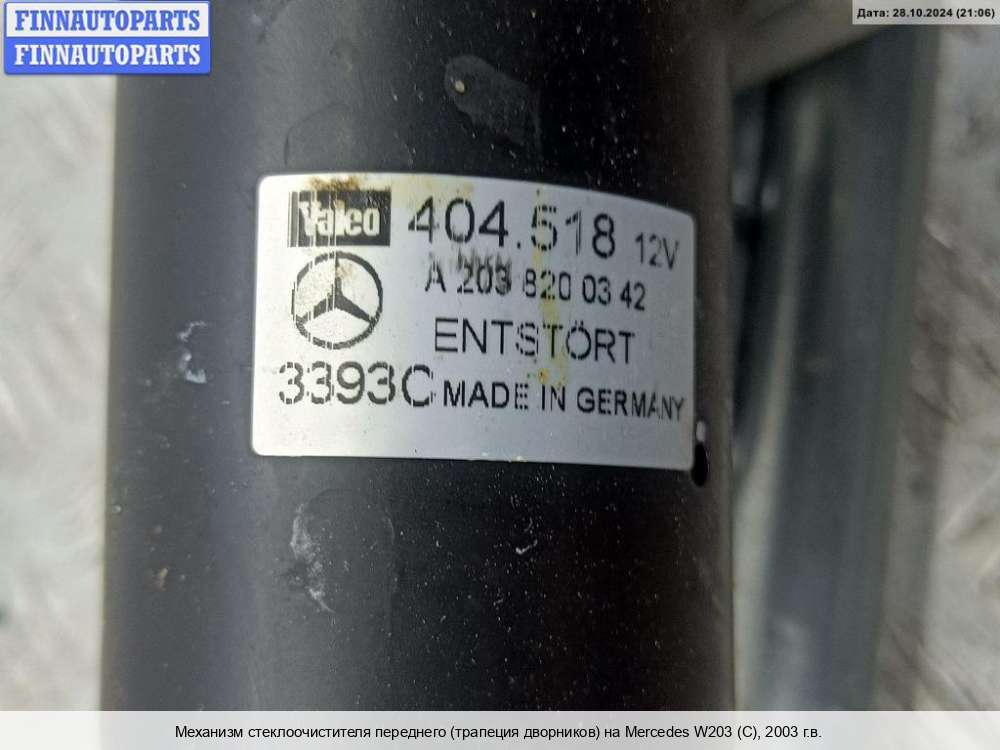 FINNAUTOPARTS
FINNAUTOPARTS
Дата: 28.10.2024 (21:06)
Valeo 404.518 12V
A 203 820 03 42
ENTSTÖRT
3393C MADE IN GERMANY
Механизм стеклоочистителя переднего (трапеция дворников) на Mercedes W203 (C), 2003 г.в.